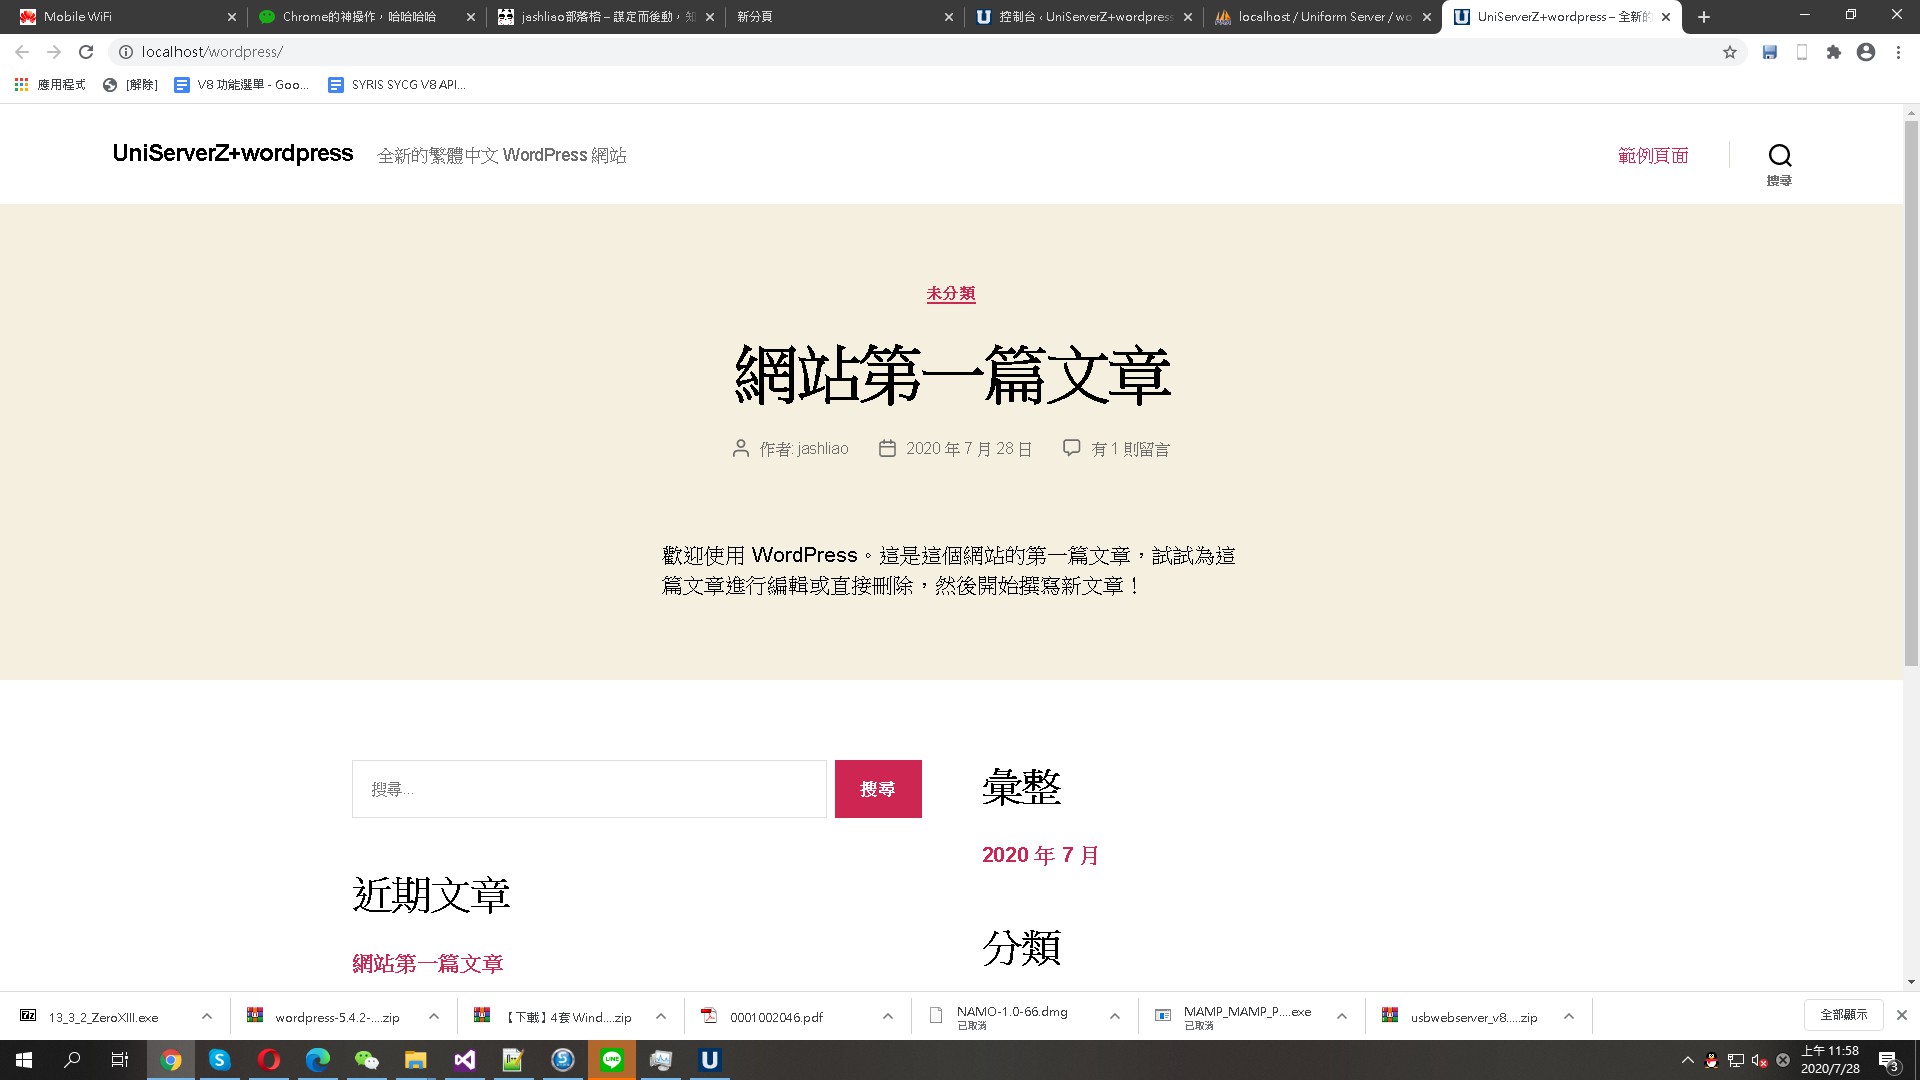 Mobile WiFi
Chrome的神操作，哈哈哈哈
jashliao部落格 – 謀定而後動，知
新分頁
控制台 ‹ UniServerZ+wordpress
localhost / Uniform Server / wo
UniServerZ+wordpress – 全新的
localhost/wordpress/
應用程式
[解除]
V8 功能選單 - Goo...
SYRIS SYCG V8 API...
UniServerZ+wordpress
全新的繁體中文 WordPress 網站
範例頁面
搜尋
未分類
網站第一篇文章
作者: jashliao
2020 年 7 月 28 日
有 1 則留言
歡迎使用 WordPress。這是這個網站的第一篇文章，試試為這
篇文章進行編輯或直接刪除，然後開始撰寫新文章！
搜尋...
搜尋
彙整
2020 年 7 月
近期文章
分類
網站第一篇文章
13_3_2_ZeroXIII.exe
wordpress-5.4.2-....zip
【下載】4套 Wind....zip
0001002046.pdf
NAMO-1.0-66.dmg
已取消
MAMP_MAMP_P....exe
已取消
usbwebserver_v8.....zip
全部顯示
上午 11:58
2020/7/28
3